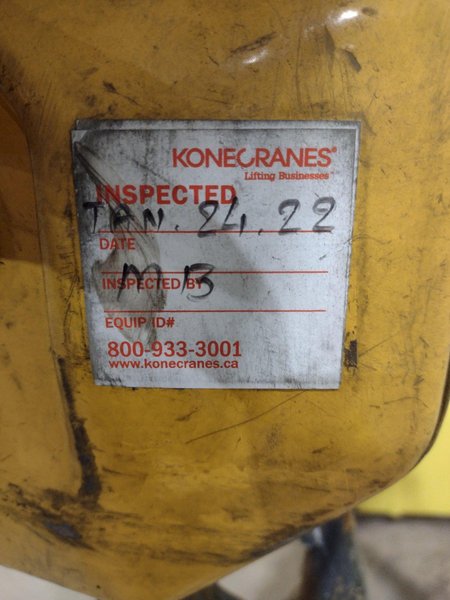 KONECRANES®
Lifting Businesses™
INSPECTED
JAN. 24. 22
DATE
MB
INSPECTED BY
EQUIP ID#
800-933-3001
www.konecranes.ca